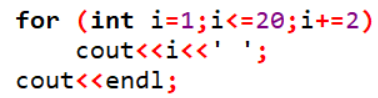 for (int i=1;i<=20;i+=2)
    cout<<i<<' ';
cout<<endl;